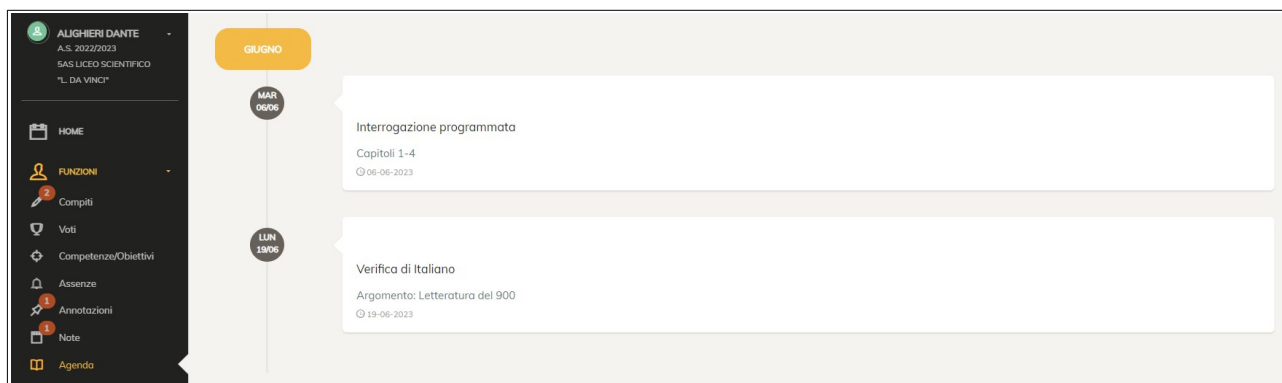 ALIGHIERI DANTE
A.S. 2022/2023
5AS LICEO SCIENTIFICO
"L. DA VINCI"
HOME
FUNZIONI
2
Compiti
Voti
Competenze/Obiettivi
Assenze
1
Annotazioni
1
Note
Agenda
GIUGNO
MAR
06/06
Interrogazione programmata
Capitoli 1-4
06-06-2023
LUN
19/06
Verifica di Italiano
Argomento: Letteratura del 900
19-06-2023